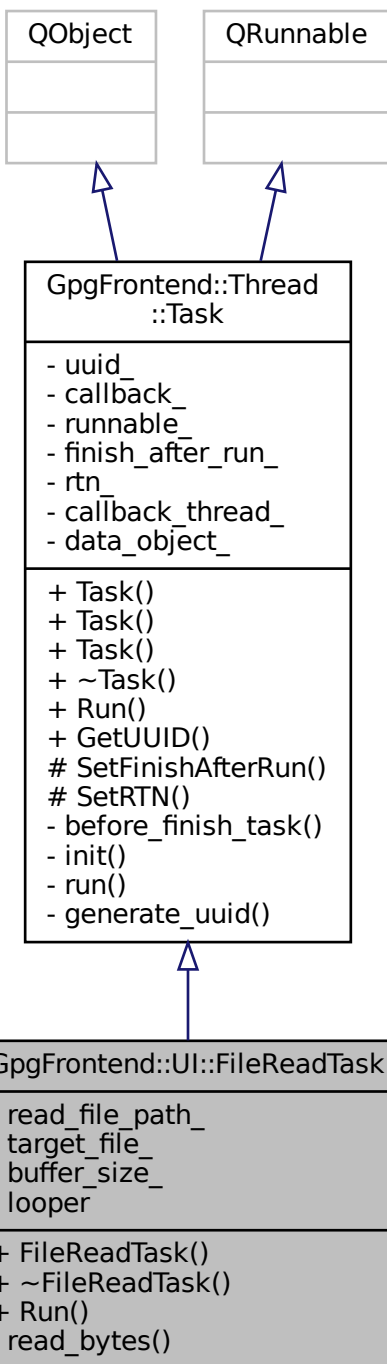 QObject
QRunnable
GpgFrontend::Thread
::Task
- uuid_
- callback_
- runnable_
- finish_after_run_
- rtn_
- callback_thread_
- data_object_
+ Task()
+ Task()
+ Task()
+ ~Task()
+ Run()
+ GetUUID()
# SetFinishAfterRun()
# SetRTN()
- before_finish_task()
- init()
- run()
- generate_uuid()
GpgFrontend::UI::FileReadTask
read_file_path_
target_file_
buffer_size_
looper
+ FileReadTask()
+ ~FileReadTask()
+ Run()
read_bytes()